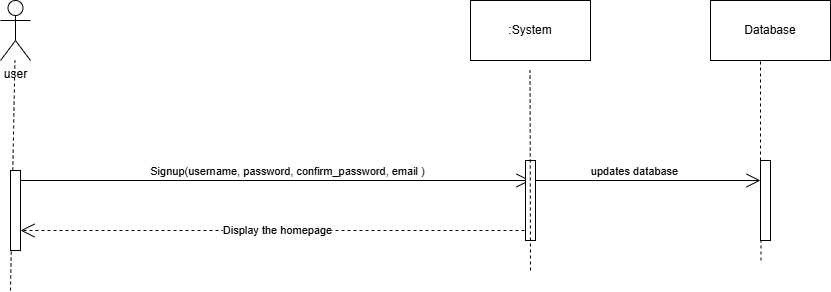 :System
Database
user
Signup(username, password, confirm_password, email )
updates database
Display the homepage